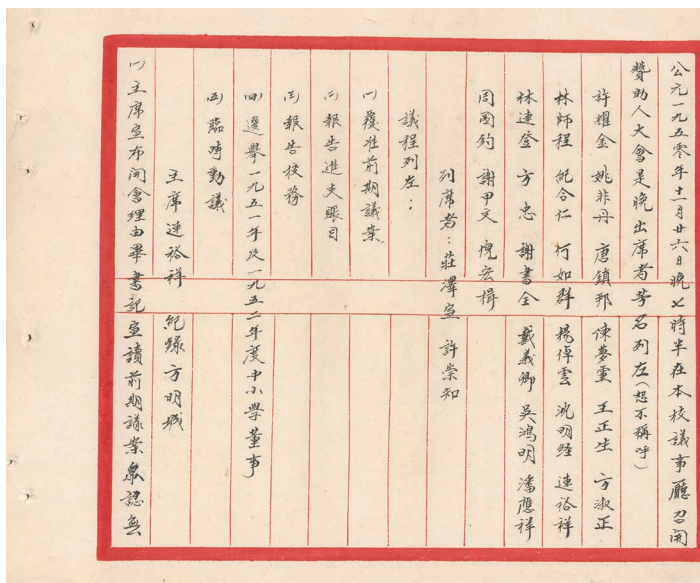 公元一九五零年十一月廿六日晚七時半在本校議事廳召開
贊助人大會是晚出席者芳名列左(恕不稱呼)
許耀金 姚非丹 唐鎮邦 陳夢靈 王正生 方淑正
林師程 紀合仁 何如群 楊倬雲 沈明經 連裕祥
林連登 方忠 謝書全 戴義卿 吳鴻明 潘應祥
周國鈞 謝甲文 倪宏楫
列席者:莊澤宣 許崇知
議程列左:
(一)覆准前期議案
(二)報告進支賬目
(三)報告校務
(四)選舉一九五一年及一九五二年度中小學董事
(五)臨時動議
主席連裕祥 紀錄方明城
(一)主席宣布開會理由畢書記宣讀前期議案眾認無